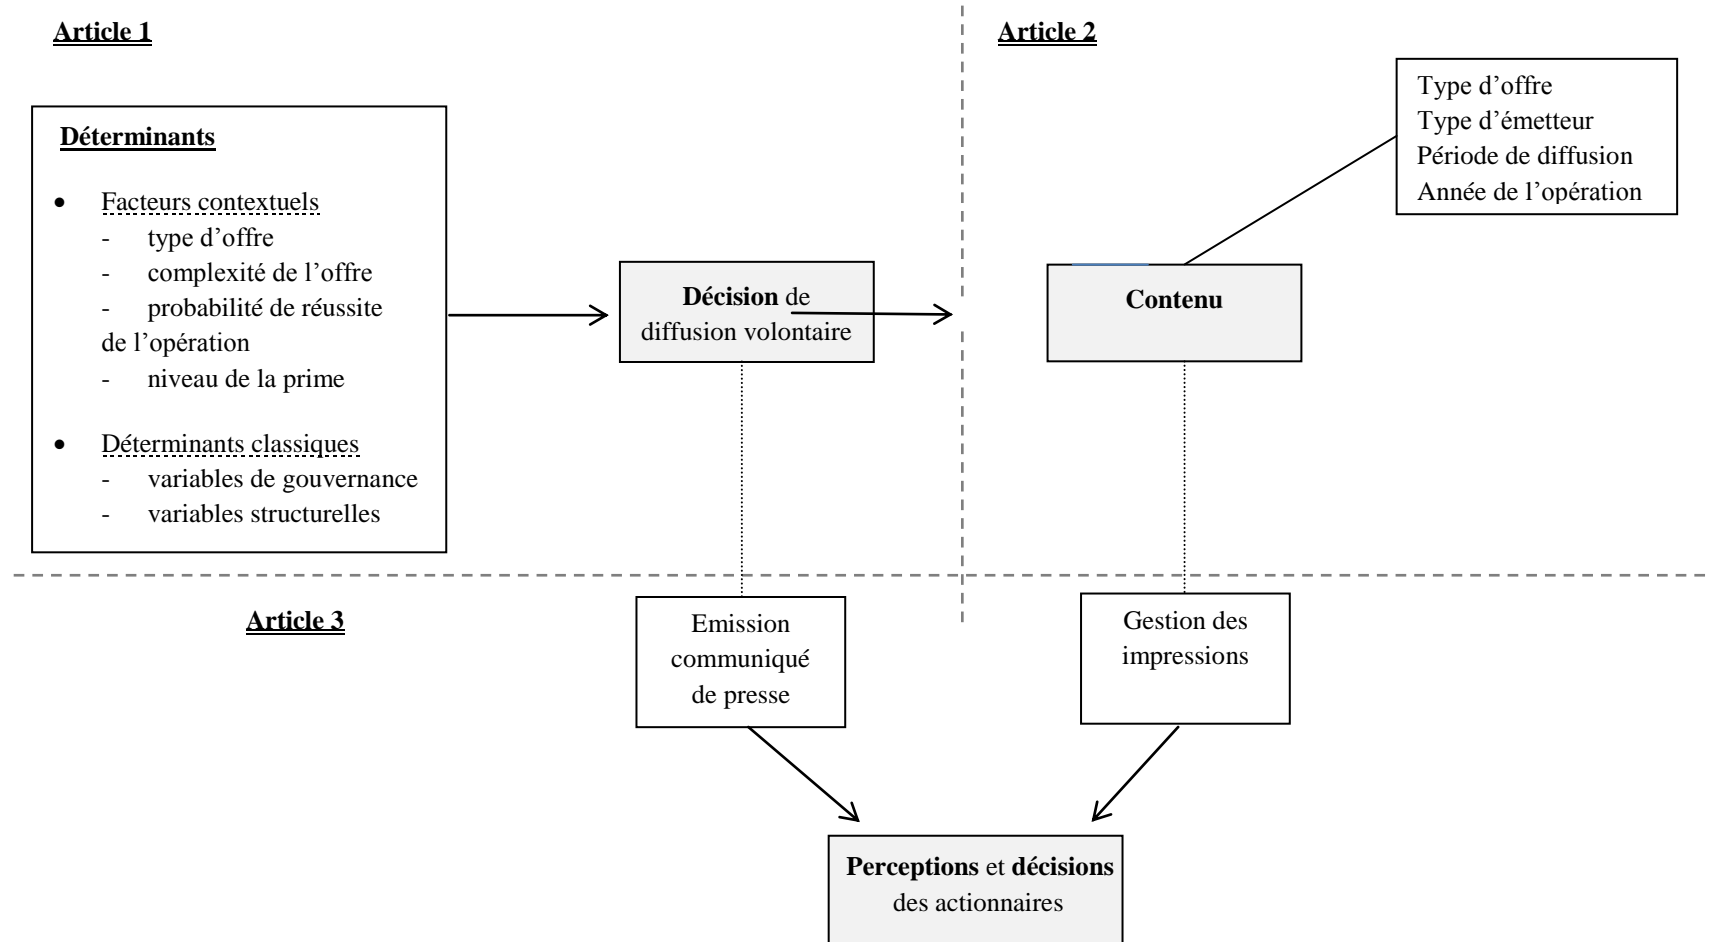 Article 1
Déterminants
• Facteurs contextuels
- type d’offre
- complexité de l’offre
- probabilité de réussite
de l’opération
- niveau de la prime
• Déterminants classiques
- variables de gouvernance
- variables structurelles
Décision de
diffusion volontaire
Article 2
Type d’offre
Type d’émetteur
Période de diffusion
Année de l’opération
Contenu
Article 3
Emission
communiqué
de presse
Gestion des
impressions
Perceptions et décisions
des actionnaires